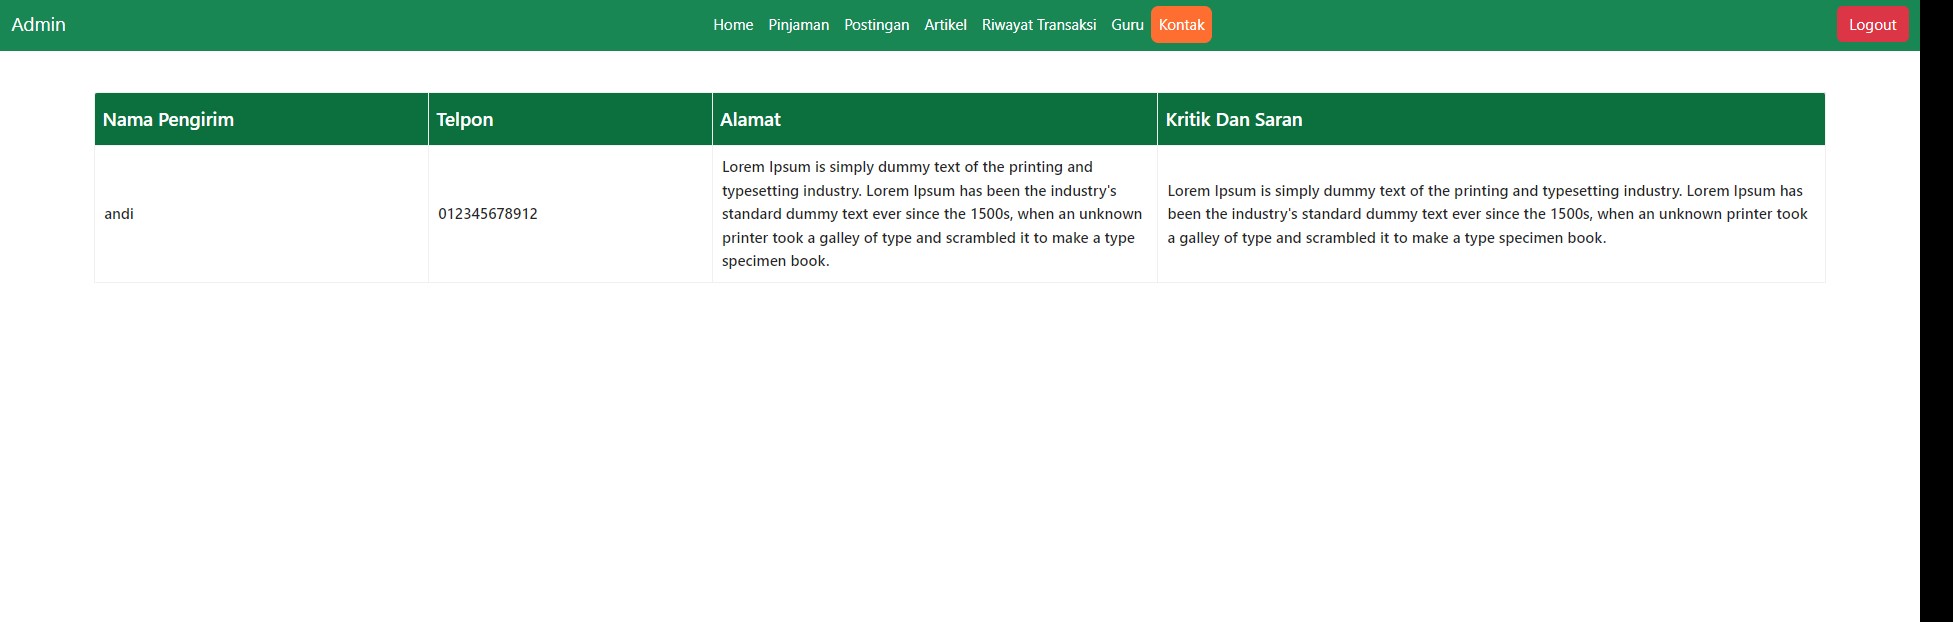 Admin
Home Pinjaman Postingan Artikel Riwayat Transaksi Guru Kontak
Logout
Nama Pengirim Telpon Alamat Kritik Dan Saran
andi
012345678912
Lorem Ipsum is simply dummy text of the printing and
typesetting industry. Lorem Ipsum has been the industry's
standard dummy text ever since the 1500s, when an unknown
printer took a galley of type and scrambled it to make a type
specimen book.
Lorem Ipsum is simply dummy text of the printing and typesetting industry. Lorem Ipsum has
been the industry's standard dummy text ever since the 1500s, when an unknown printer took
a galley of type and scrambled it to make a type specimen book.